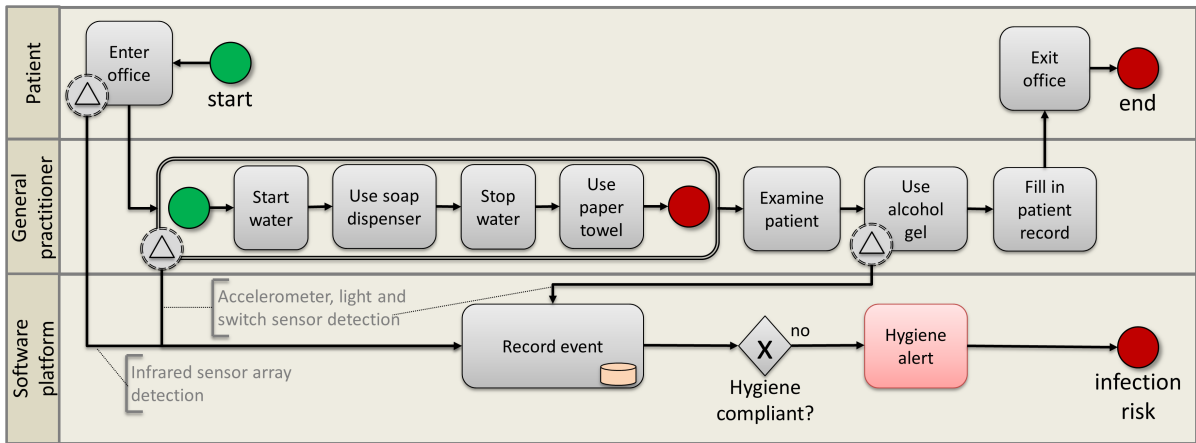 Patient
Enter
office
start
Exit
office
end
General
practitioner
Start
water
Use soap
dispenser
Stop
water
Use
paper
towel
Examine
patient
Use
alcohol
gel
Fill in
patient
record
Software
platform
Accelerometer, light and
switch sensor detection
Infrared sensor array
detection
Record event
X
no
Hygiene
compliant?
Hygiene
alert
infection
risk